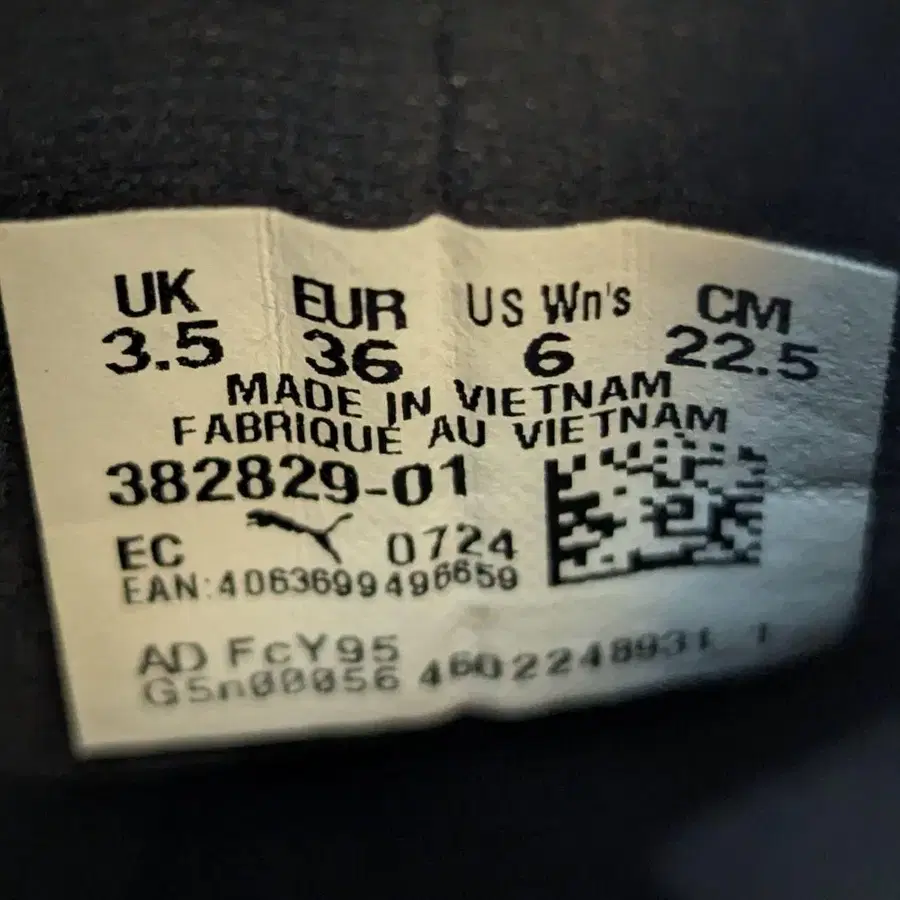 UK EUR US Wn's CM
3.5 36 6 22.5
MADE IN VIETNAM
FABRIQUE AU VIETNAM
382829-01
EC 0724
EAN:4063699496659
AD FcY95
G5n00056 4602248931 1